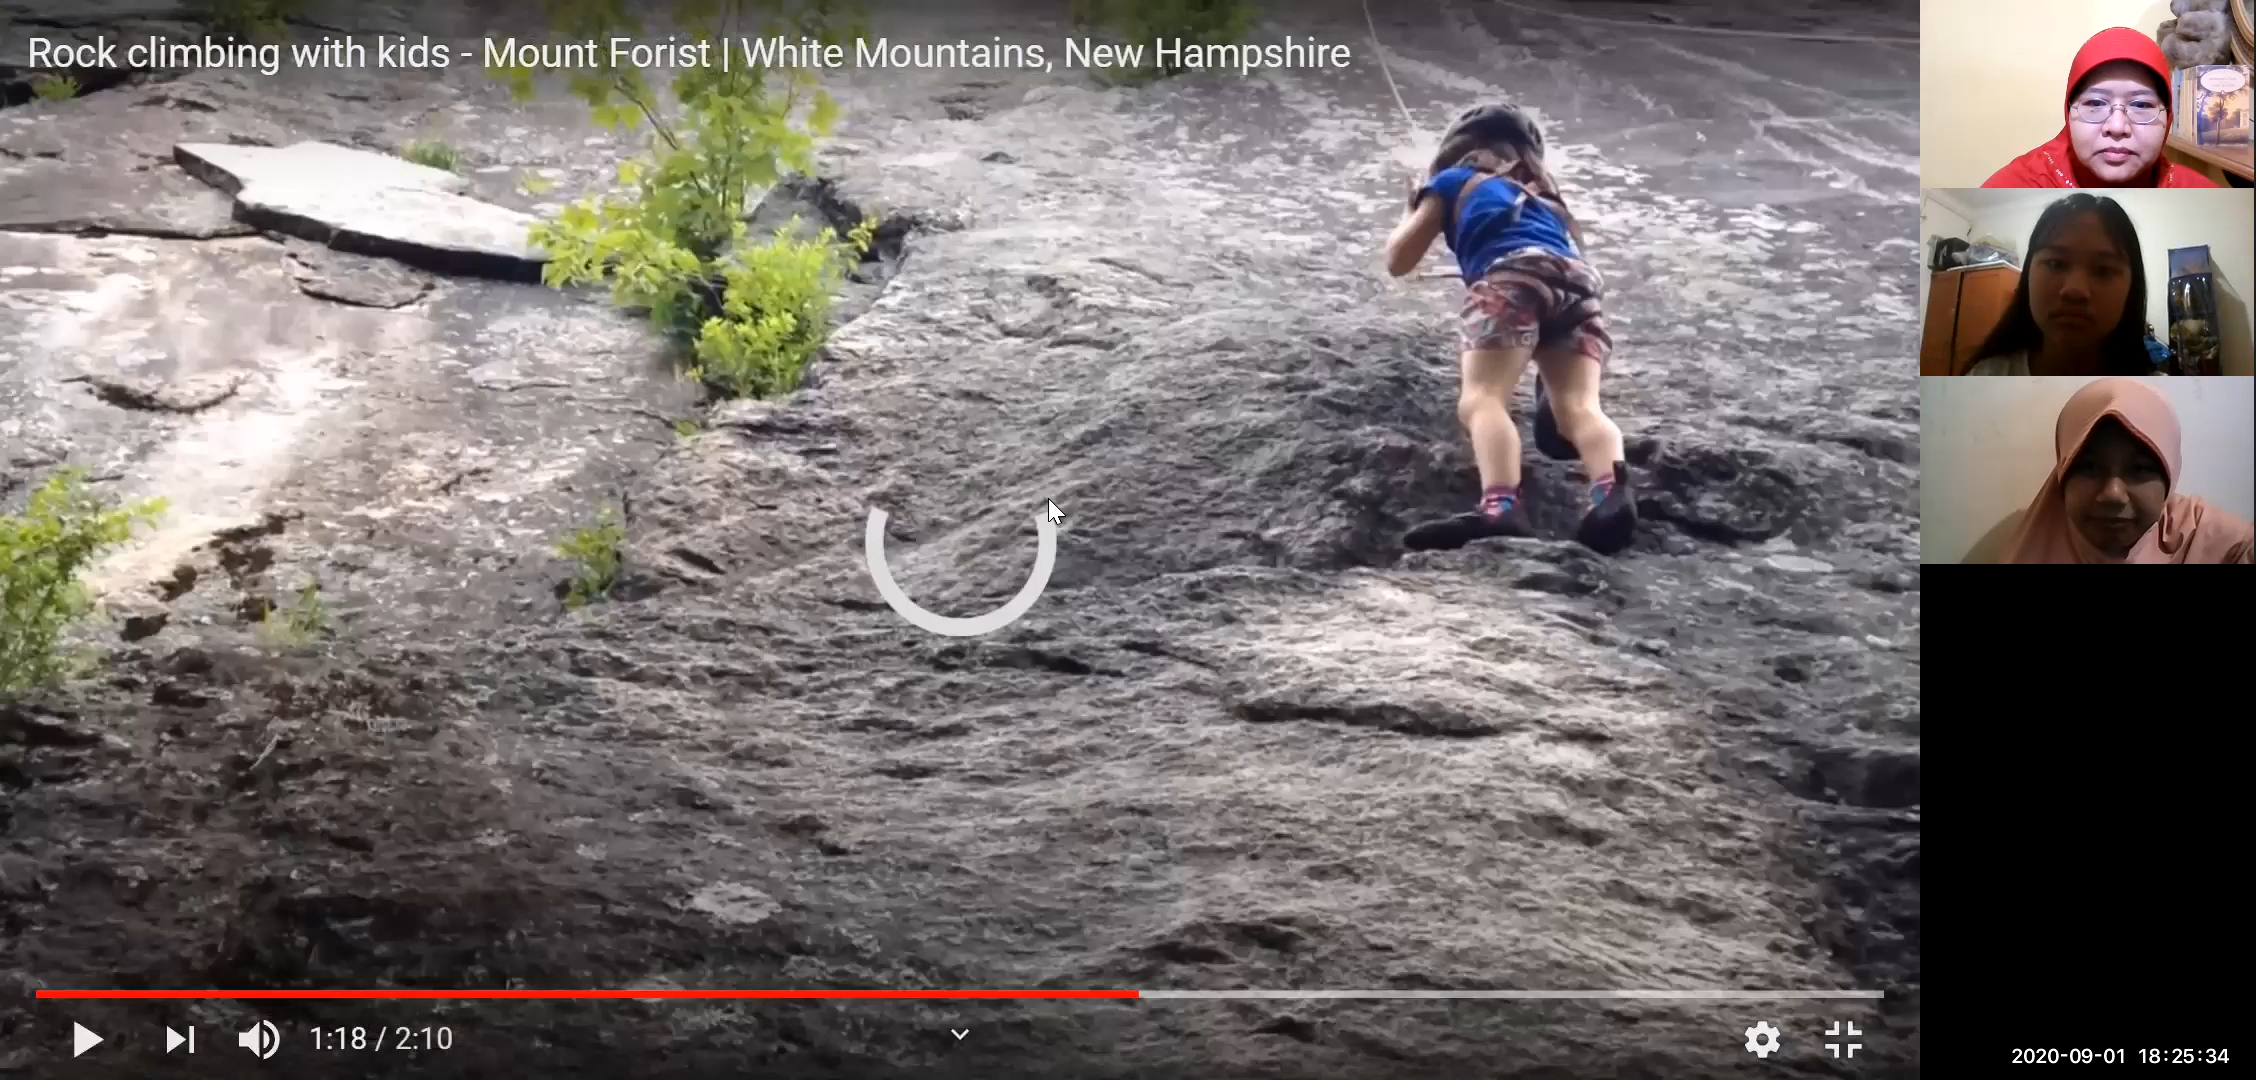 Rock climbing with kids - Mount Forist | White Mountains, New Hampshire
1:18 / 2:10
2020-09-01 18:25:34